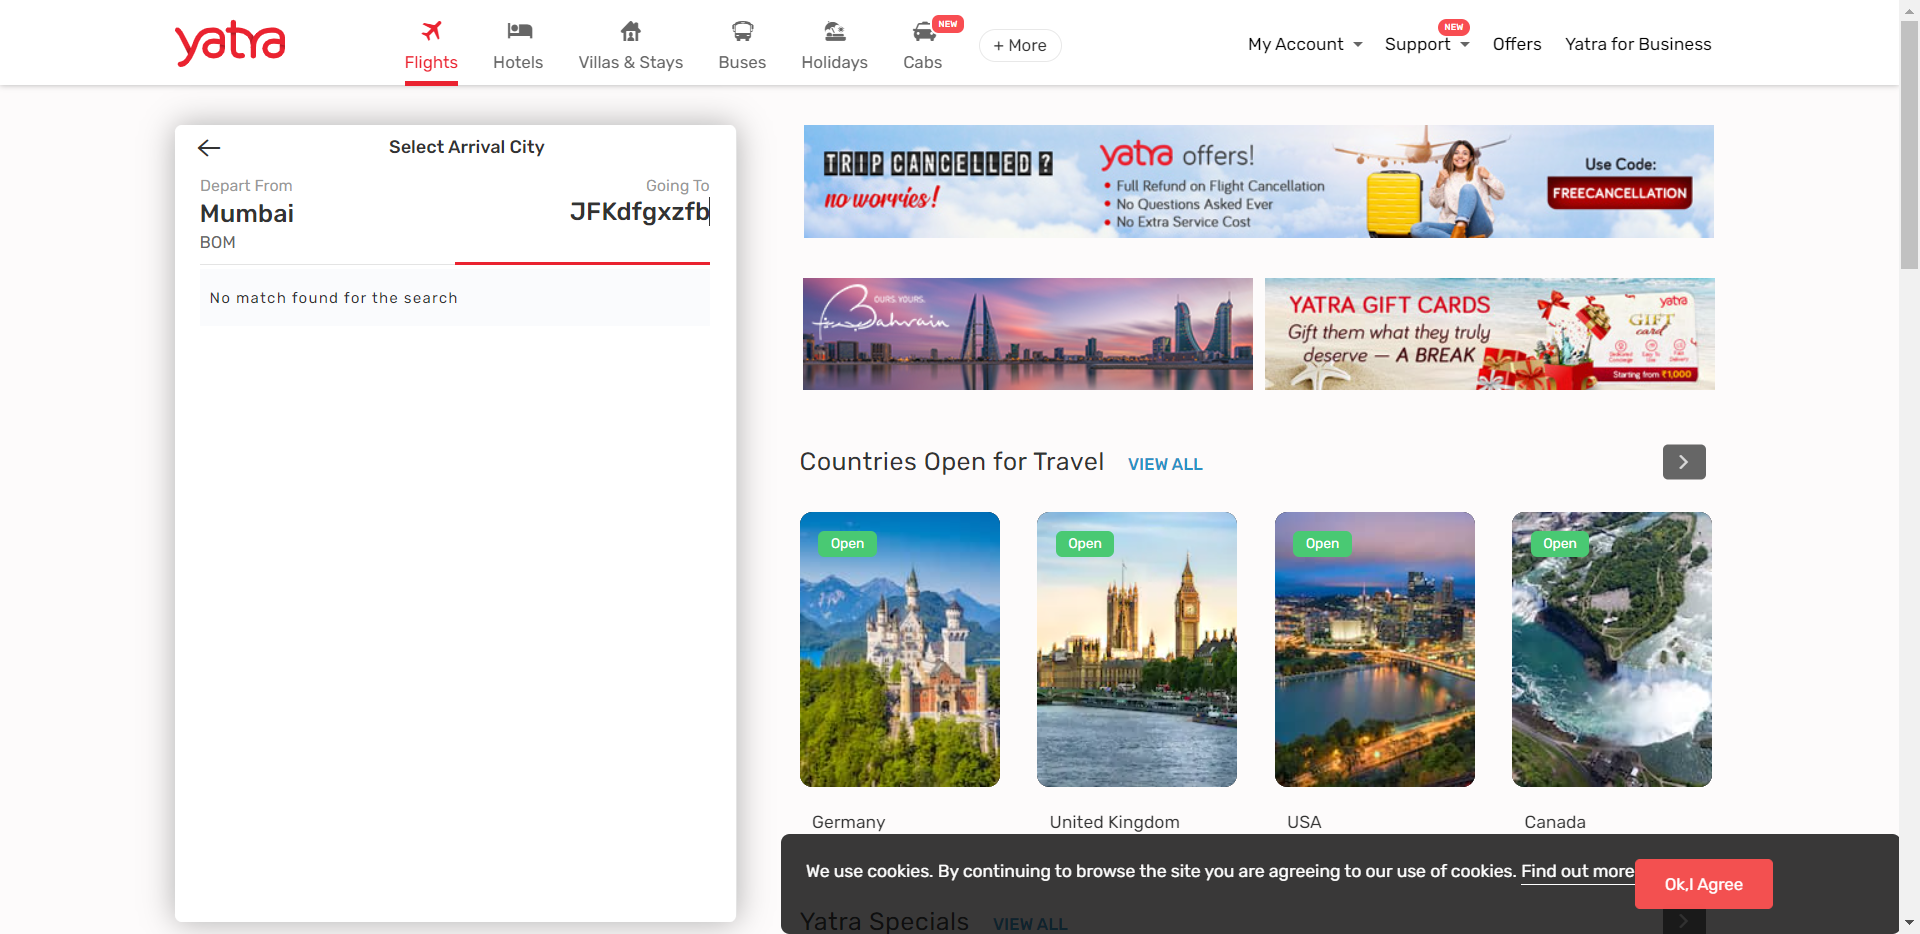 yatra
Flights
Hotels
Villas & Stays
Buses
Holidays
NEW
Cabs
+ More
My Account
NEW
Support
Offers
Yatra for Business
Select Arrival City
Depart From
Mumbai
BOM
Going To
JFKdfgxzfb
No match found for the search
TRIP CANCELLED ?
no worries!
yatra offers!
• Full Refund on Flight Cancellation
• No Questions Asked Ever
• No Extra Service Cost
Use Code:
FREECANCELLATION
OURS. YOURS.
Bahrain
YATRA GIFT CARDS
Gift them what they truly
deserve — A BREAK
yatra
GIFT
card
Starting from ₹1,000
Countries Open for Travel VIEW ALL
Open
Open
Open
Open
Germany
United Kingdom
USA
Canada
We use cookies. By continuing to browse the site you are agreeing to our use of cookies. Find out more
Ok,I Agree
Yatra Specials VIEW ALL